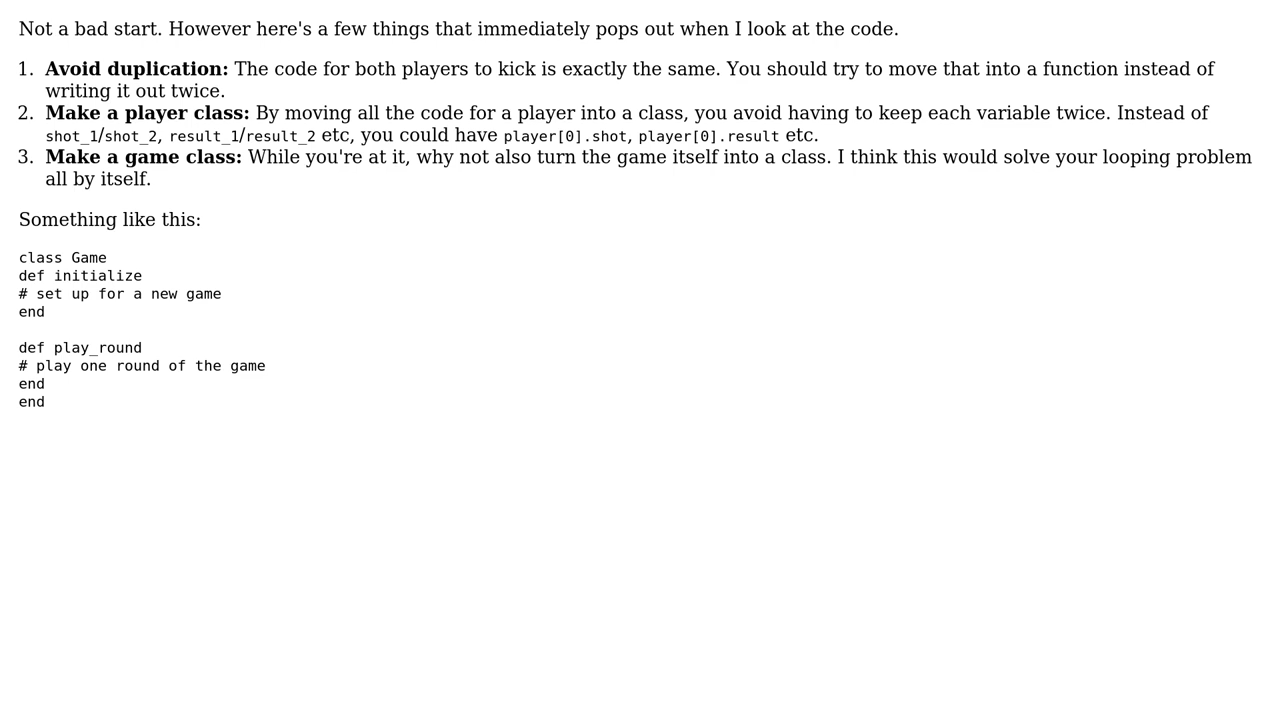 Not a bad start. However here's a few things that immediately pops out when I look at the code.
1. Avoid duplication: The code for both players to kick is exactly the same. You should try to move that into a function instead of
writing it out twice.
2. Make a player class: By moving all the code for a player into a class, you avoid having to keep each variable twice. Instead of
shot_1/shot_2, result_1/result_2 etc, you could have player[0].shot, player[0].result etc.
3. Make a game class: While you're at it, why not also turn the game itself into a class. I think this would solve your looping problem
all by itself.
Something like this:
class Game
def initialize
# set up for a new game
end
def play_round
# play one round of the game
end
end